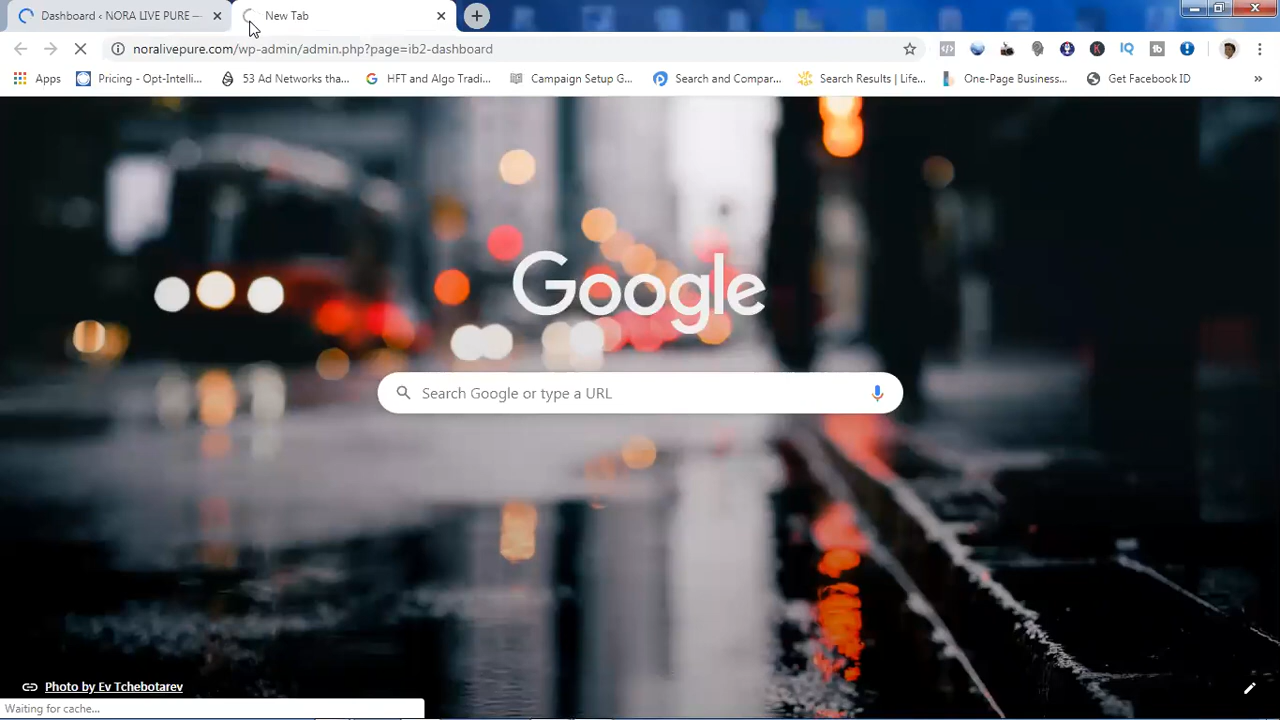 Dashboard ‹ NORA LIVE PURE —
New Tab
noralivepure.com/wp-admin/admin.php?page=ib2-dashboard
Apps
Pricing - Opt-Intelli...
53 Ad Networks tha...
HFT and Algo Tradi...
Campaign Setup G...
Search and Compar...
Search Results | Life...
One-Page Business...
Get Facebook ID
»
Google
Search Google or type a URL
Photo by Ev Tchebotarev
Waiting for cache...